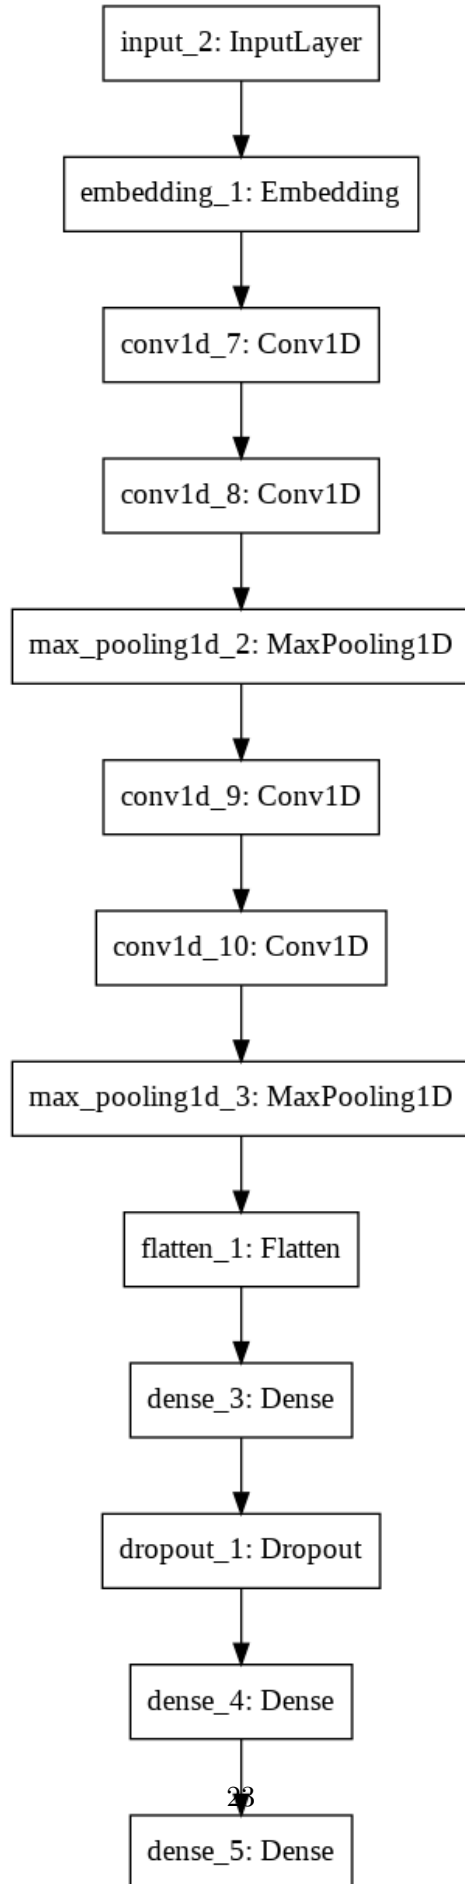 input_2: InputLayer
embedding_1: Embedding
conv1d_7: Conv1D
conv1d_8: Conv1D
max_pooling1d_2: MaxPooling1D
conv1d_9: Conv1D
conv1d_10: Conv1D
max_pooling1d_3: MaxPooling1D
flatten_1: Flatten
dense_3: Dense
dropout_1: Dropout
dense_4: Dense
23
dense_5: Dense